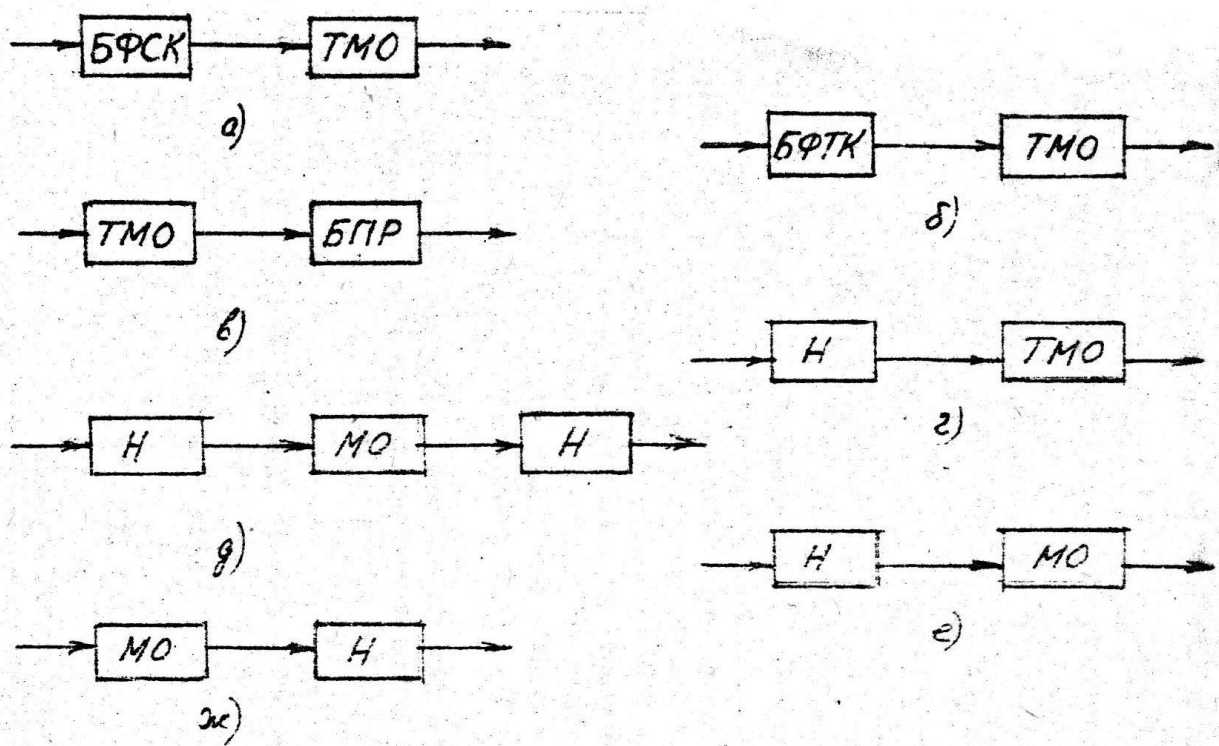 БФСК ТМО
а)
БФТК ТМО
б)
ТМО БПР
в)
Н ТМО
г)
Н МО Н
д)
Н МО
е)
МО Н
ж)